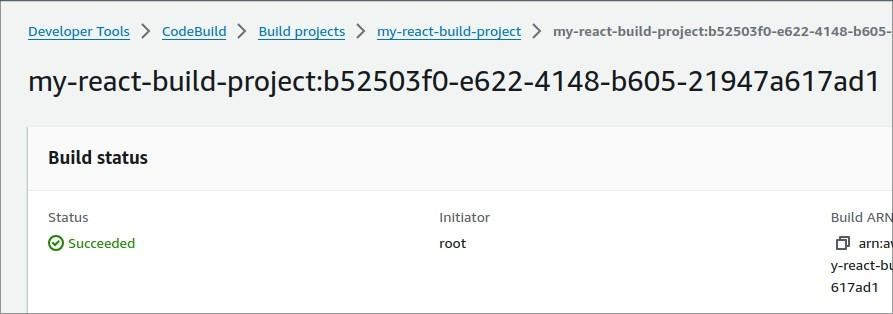 Developer Tools > CodeBuild > Build projects > my-react-build-project > my-react-build-project:b52503f0-e622-4148-b605-
my-react-build-project:b52503f0-e622-4148-b605-21947a617ad1
Build status
Status Initiator Build ARN
Succeeded root arn:av
y-react-bu
617ad1